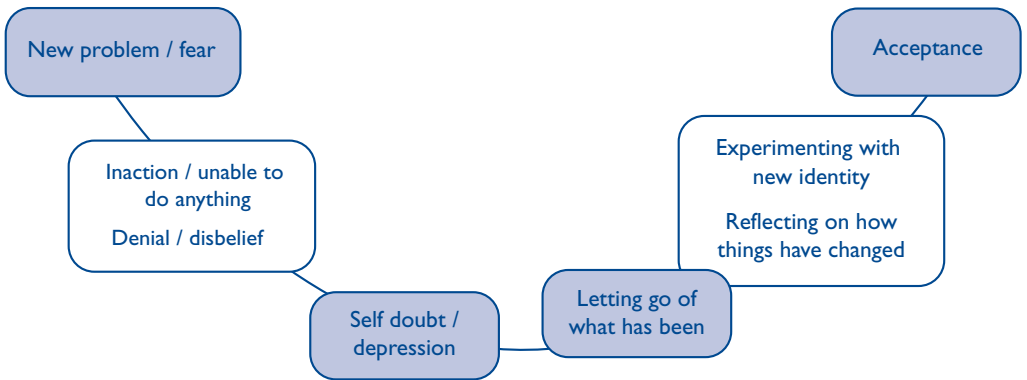 New problem / fear
Inaction / unable to
do anything
Denial / disbelief
Self doubt /
depression
Letting go of
what has been
Experimenting with
new identity
Reflecting on how
things have changed
Acceptance